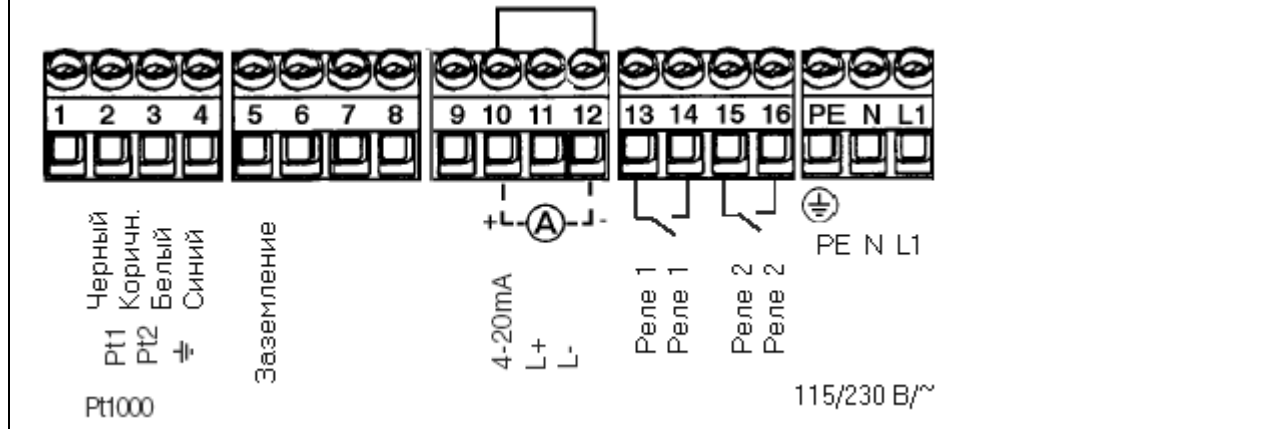 1 2 3 4 5 6 7 8 9 10 11 12 13 14 15 16 PE N L1
+ A -
PE N L1
Черный
Коричн.
Белый
Синий
Pt1
Pt2
Pt1000
Заземление
4-20mA
L+
L-
Реле 1
Реле 1
Реле 2
Реле 2
115/230 В/~